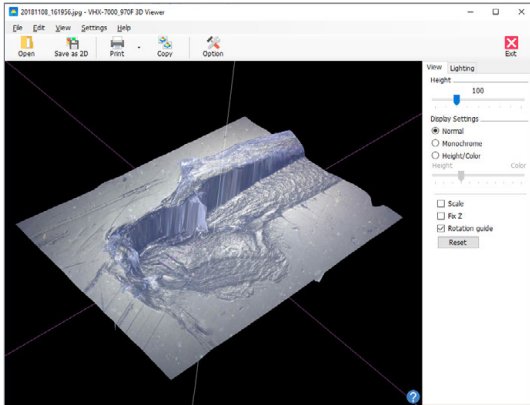 20181108_161956.jpg - VHX-7000_970F 3D Viewer
File Edit View Settings Help
Open Save as 2D Print Copy Option Exit
View Lighting
Height
100
Display Settings
Normal
Monochrome
Height/Color
Height Color
Scale
Fix Z
Rotation guide
Reset
?